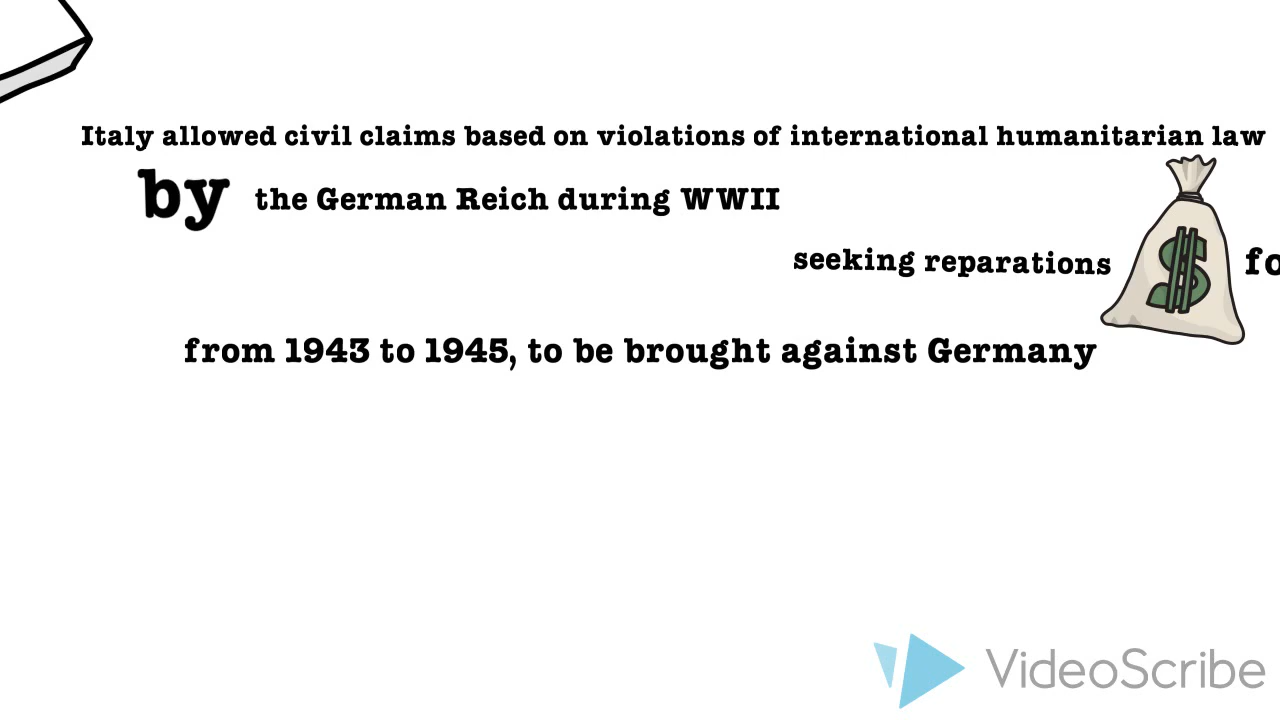 Italy allowed civil claims based on violations of international humanitarian law
by the German Reich during WWII
seeking reparations
from 1943 to 1945, to be brought against Germany
VideoScribe